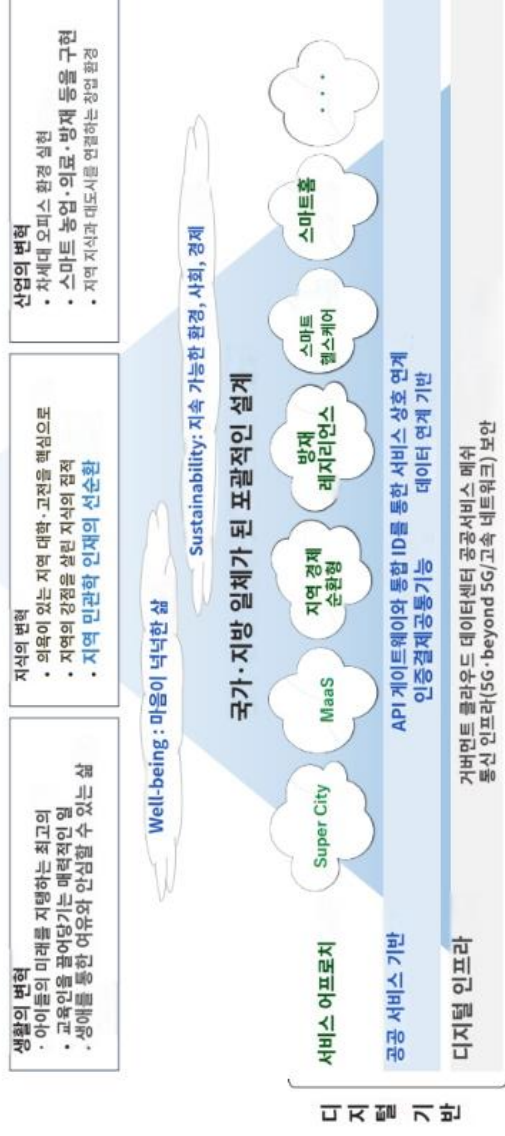 생활의 변혁
· 아이들의 미래를 지탱하는 최고의
• 교육인을 끌어당기는 매력적인 일
· 생애를 통한 여유와 안심할 수 있는 삶
지식의 변혁
• 의욕이 있는 지역 대학·고전을 핵심으로
• 지역의 강점을 살린 지식의 집적
• 지역 민관학 인재의 선순환
산업의 변혁
• 차세대 오피스 환경 실현
• 스마트 농업·의료·방재 등을 구현
• 지역 지식과 대도시를 연결하는 창업 환경
Well-being : 마음이 넉넉한 삶
Sustainability: 지속 가능한 환경, 사회, 경제
국가·지방 일체가 된 포괄적인 설계
서비스 어프로치
Super City
MaaS
지역 경제
순환형
방재
레지리언스
스마트
헬스케어
스마트홈
...
공공 서비스 기반
API 게이트웨이와 통합 ID를 통한 서비스 상호 연계
인증결제공통기능 데이터 연계 기반
디지털 인프라
거버먼트 클라우드 데이터센터 공공서비스 메쉬
통신 인프라(5G·beyond 5G/고속 네트워크) 보안
디지털
기반